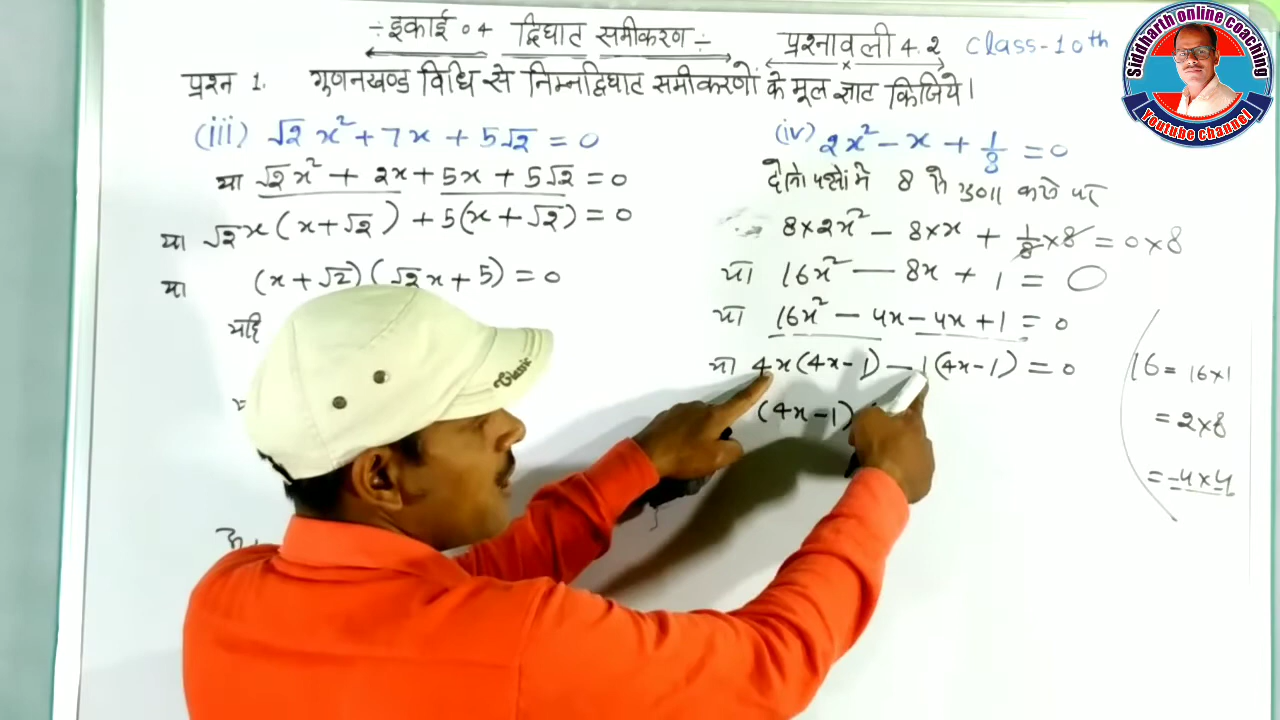 ÷ इकाई ०4 द्विघात समीकरण ÷
प्रश्नावली 4.2 class-10th
प्रश्न 1. गुणनखण्ड विधि से निम्नद्विघात समीकरणों के मूल ज्ञाट किजिये।
(iii) √2 x² + 7x + 5√2 = 0
या √2x² + 2x + 5x + 5√2 = 0
या √2x(x+√2) + 5(x+√2) = 0
या (x+√2)(√2x+5) = 0
यदि
(iv) 2x² - x + 1/8 = 0
दोनो पक्षों मे 8 से गुणा करने पर
8×2x² - 8×x + 1/8×8 = 0×8
या 16x² - 8x + 1 = 0
या 16x² - 4x - 4x + 1 = 0
या 4x(4x-1) - 1(4x-1) = 0
(4x-1)
16 = 16×1
= 2×8
= -4×-4
Sidharth online coaching
Youtube channel
Classic